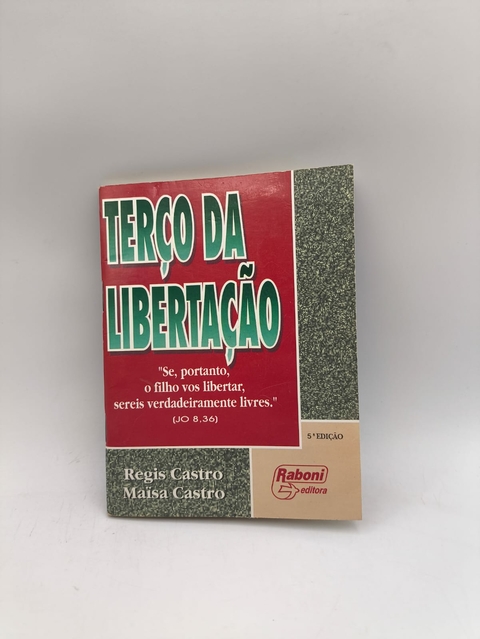 TERÇO DA
LIBERTAÇÃO
"Se, portanto,
o filho vos libertar,
sereis verdadeiramente livres."
(JO 8,36)
5ª EDIÇÃO
Regis Castro
Maïsa Castro
Raboni
editora